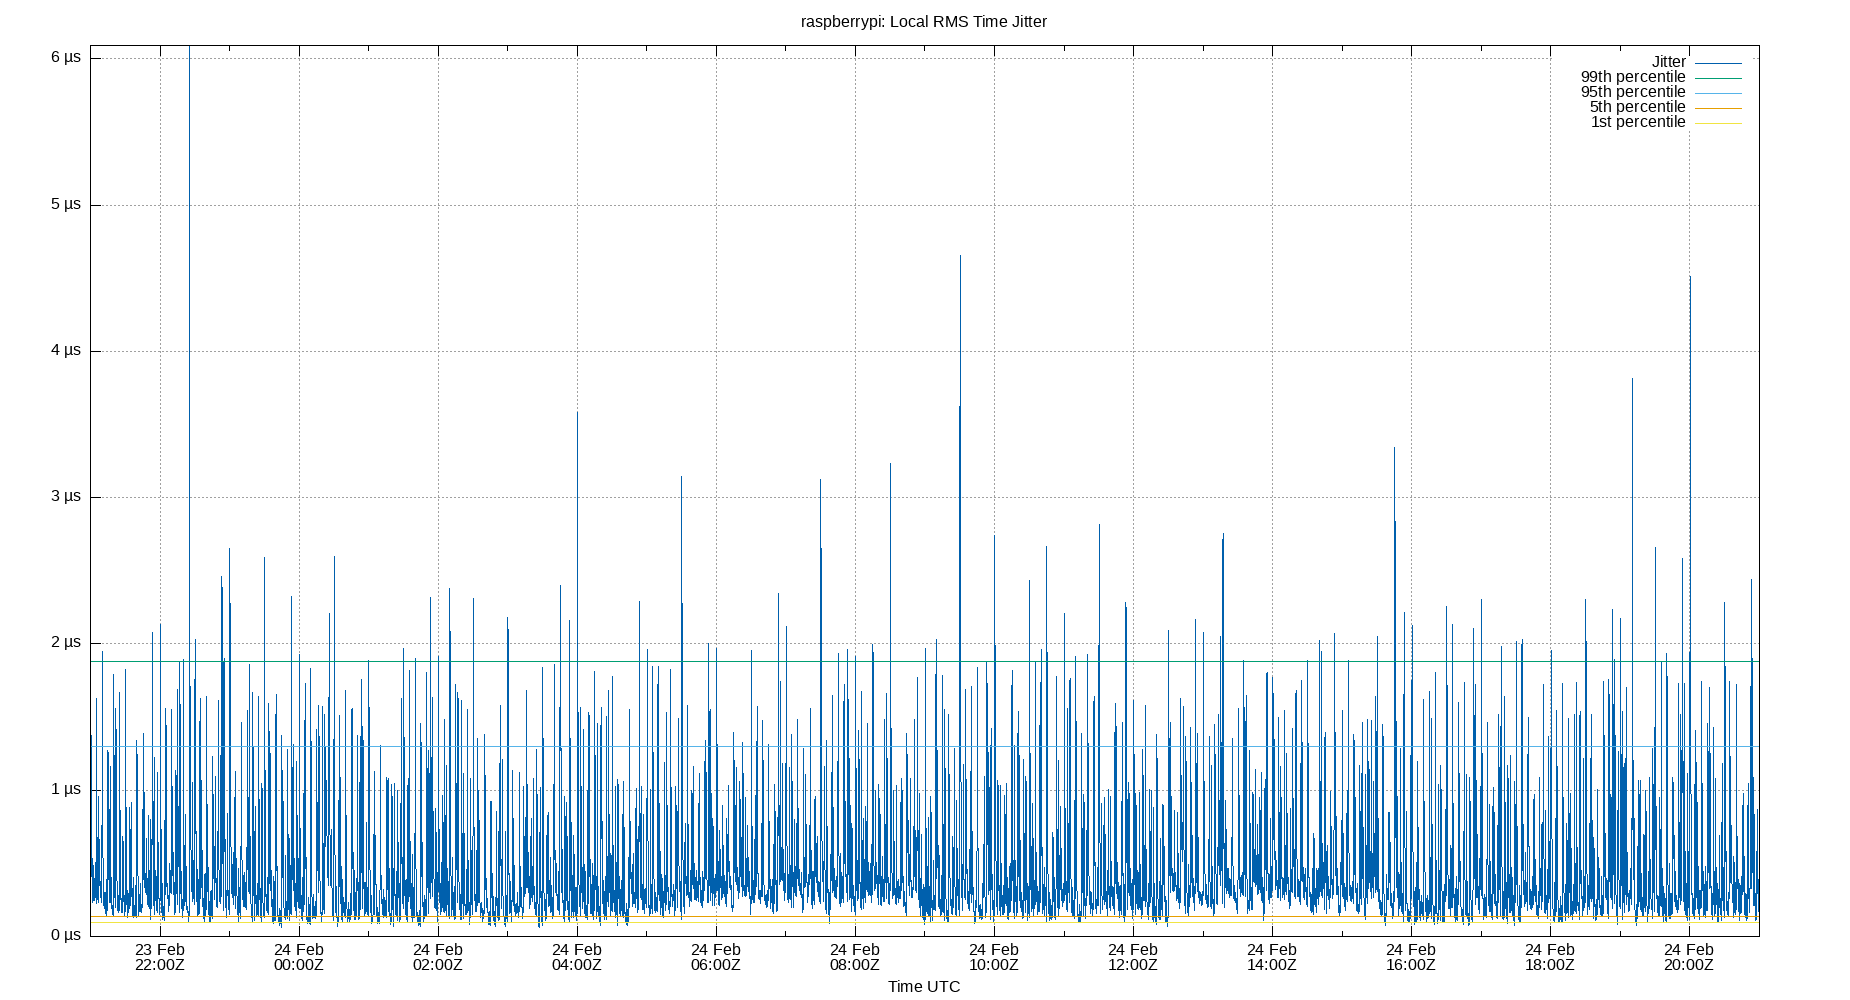 raspberrypi: Local RMS Time Jitter
6 µs
5 µs
4 µs
3 µs
2 µs
1 µs
0 µs
Jitter
99th percentile
95th percentile
5th percentile
1st percentile
23 Feb 24 Feb 24 Feb 24 Feb 24 Feb 24 Feb 24 Feb 24 Feb 24 Feb 24 Feb 24 Feb 24 Feb
22:00Z 00:00Z 02:00Z 04:00Z 06:00Z 08:00Z 10:00Z 12:00Z 14:00Z 16:00Z 18:00Z 20:00Z
Time UTC